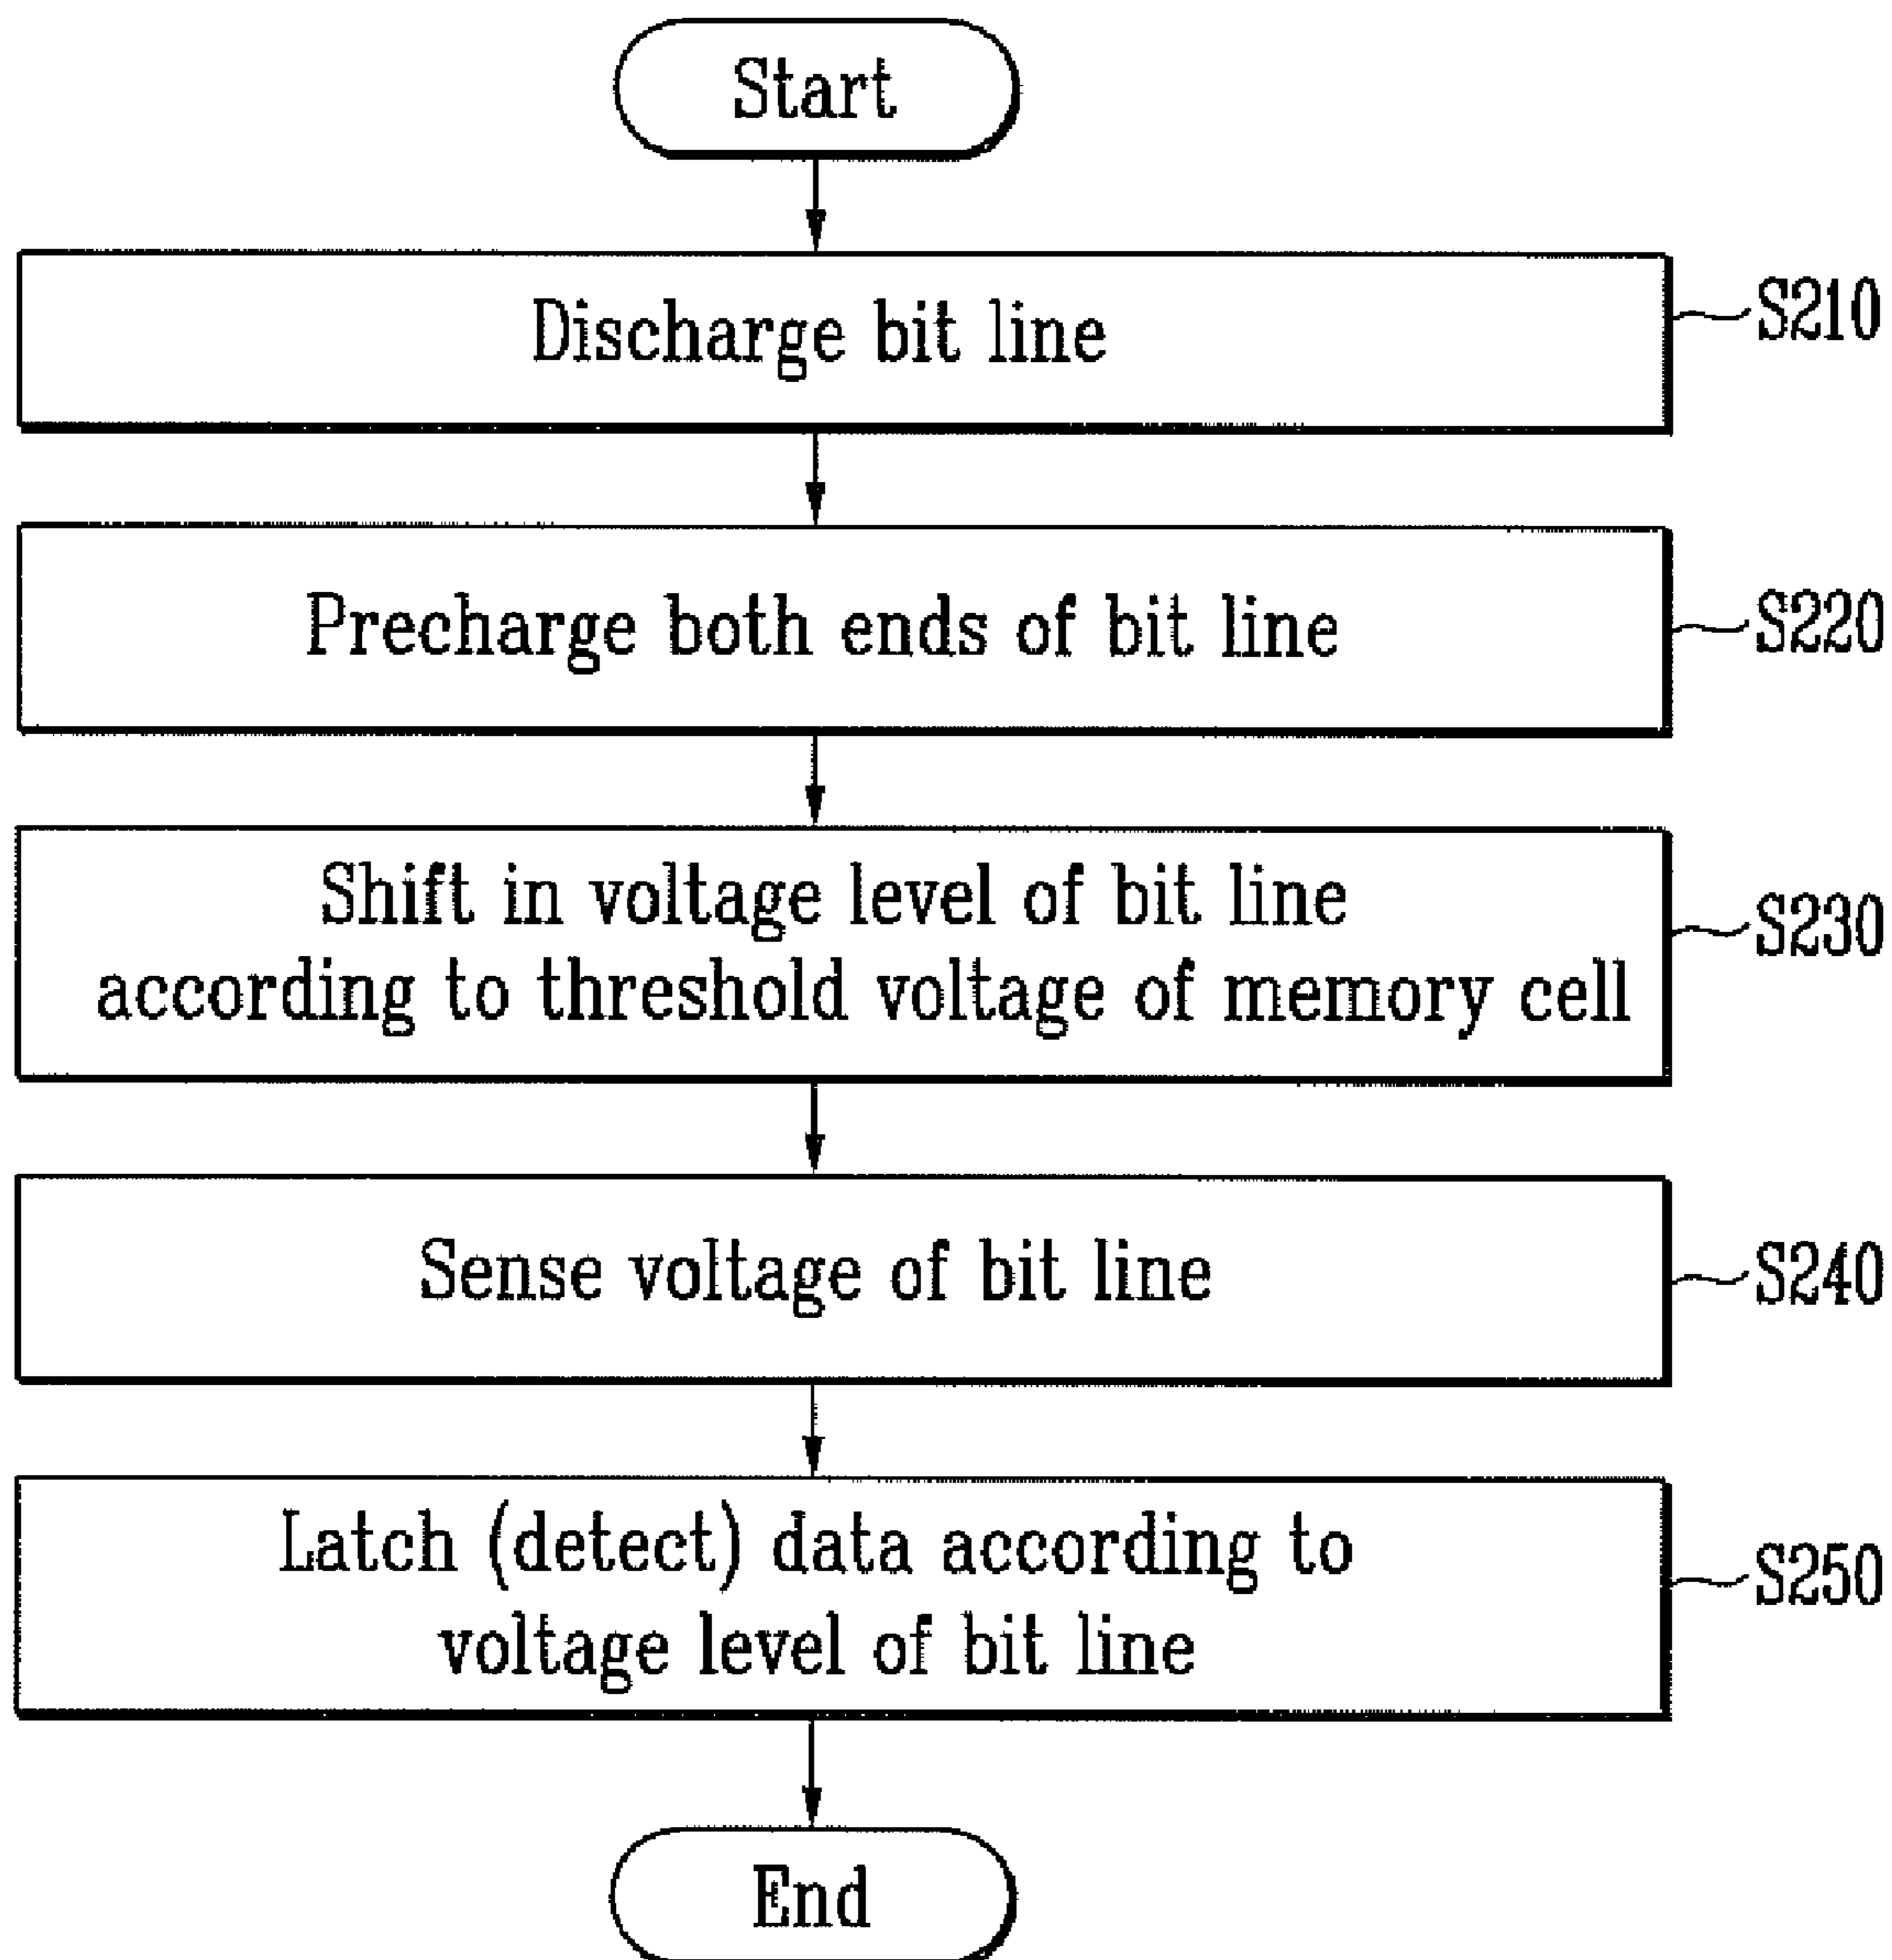 Start
Discharge bit line
S210
Precharge both ends of bit line
S220
Shift in voltage level of bit line
according to threshold voltage of memory cell
S230
Sense voltage of bit line
S240
Latch (detect) data according to
voltage level of bit line
S250
End